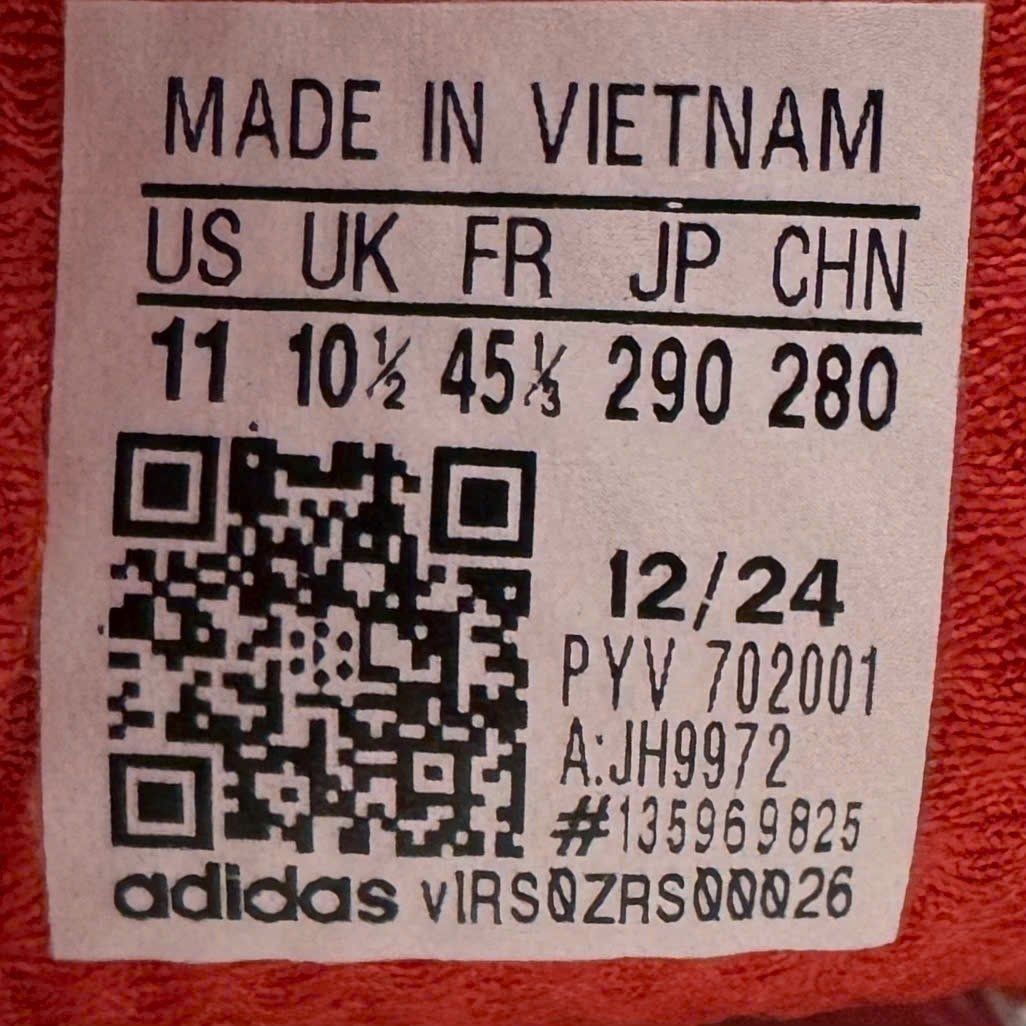 MADE IN VIETNAM
US UK FR JP CHN
11 10½ 45⅓ 290 280
12/24
PYV 702001
A:JH9972
#135969825
adidas v1RS0ZRS00026